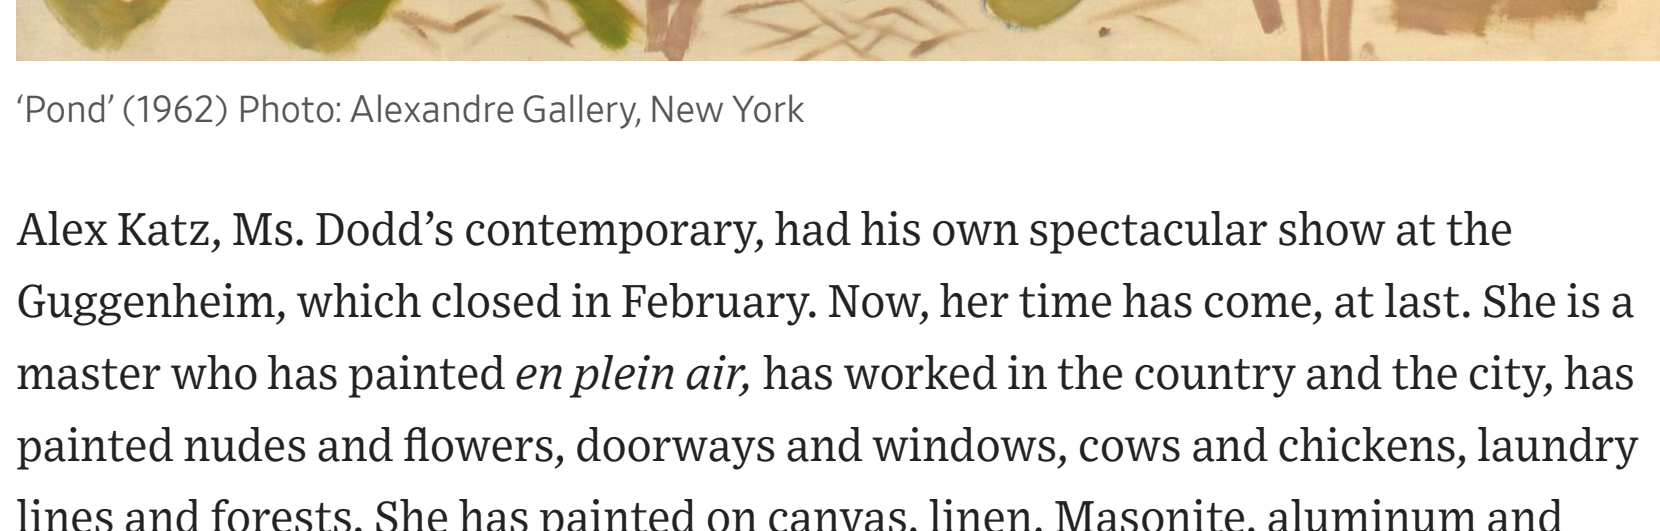 ‘Pond’ (1962) Photo: Alexandre Gallery, New York
Alex Katz, Ms. Dodd’s contemporary, had his own spectacular show at the
Guggenheim, which closed in February. Now, her time has come, at last. She is a
master who has painted en plein air, has worked in the country and the city, has
painted nudes and flowers, doorways and windows, cows and chickens, laundry
lines and forests. She has painted on canvas, linen, Masonite, aluminum and